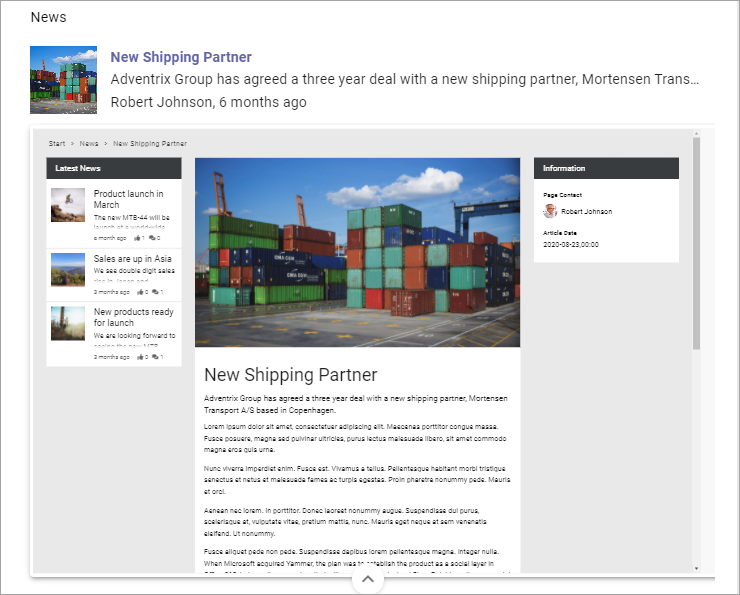 News
New Shipping Partner
Adventrix Group has agreed a three year deal with a new shipping partner, Mortensen Trans...
Robert Johnson, 6 months ago
Start > News > New Shipping Partner
Latest News
Product launch in
March
The new MTB-44 will be
a month ago 1 0
Sales are up in Asia
We see double digit sales
3 months ago 0 1
New products ready
for launch
We are looking forward to
3 months ago 0 1
New Shipping Partner
Adventrix Group has agreed a three year deal with a new shipping partner, Mortensen
Transport A/S based in Copenhagen.
Lorem ipsum dolor sit amet, consectetuer adipiscing elit. Maecenas porttitor congue massa.
Fusce posuere, magna sed pulvinar ultricies, purus lectus malesuada libero, sit amet commodo
magna eros quis urna.
Nunc viverra imperdiet enim. Fusce est. Vivamus a tellus. Pellentesque habitant morbi tristique
senectus et netus et malesuada fames ac turpis egestas. Proin pharetra nonummy pede. Mauris
et orci.
Aenean nec lorem. In porttitor. Donec laoreet nonummy augue. Suspendisse dui purus,
scelerisque at, vulputate vitae, pretium mattis, nunc. Mauris eget neque at sem venenatis
eleifend. Ut nonummy.
Fusce aliquet pede non pede. Suspendisse dapibus lorem pellentesque magna. Integer nulla.
When Microsoft acquired Yammer, the plan was to establish the product as a social layer in
Information
Page Contact
Robert Johnson
Article Date
2020-08-23,00:00